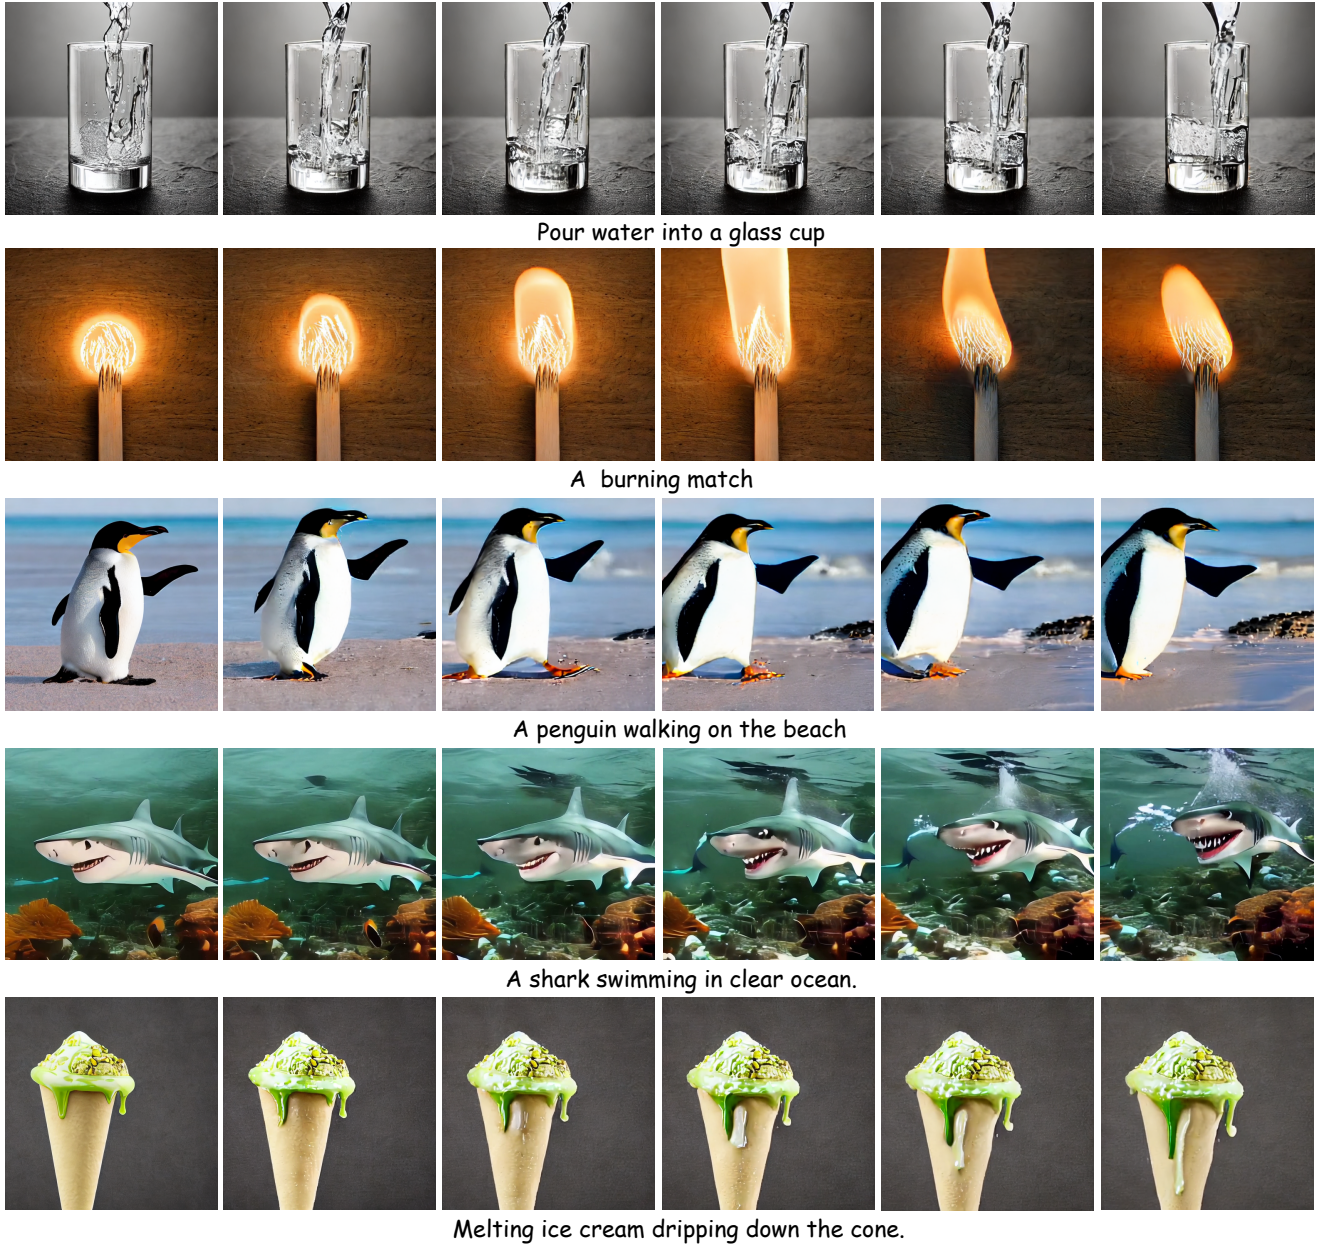 Pour water into a glass cup
A burning match
A penguin walking on the beach
A shark swimming in clear ocean.
Melting ice cream dripping down the cone.